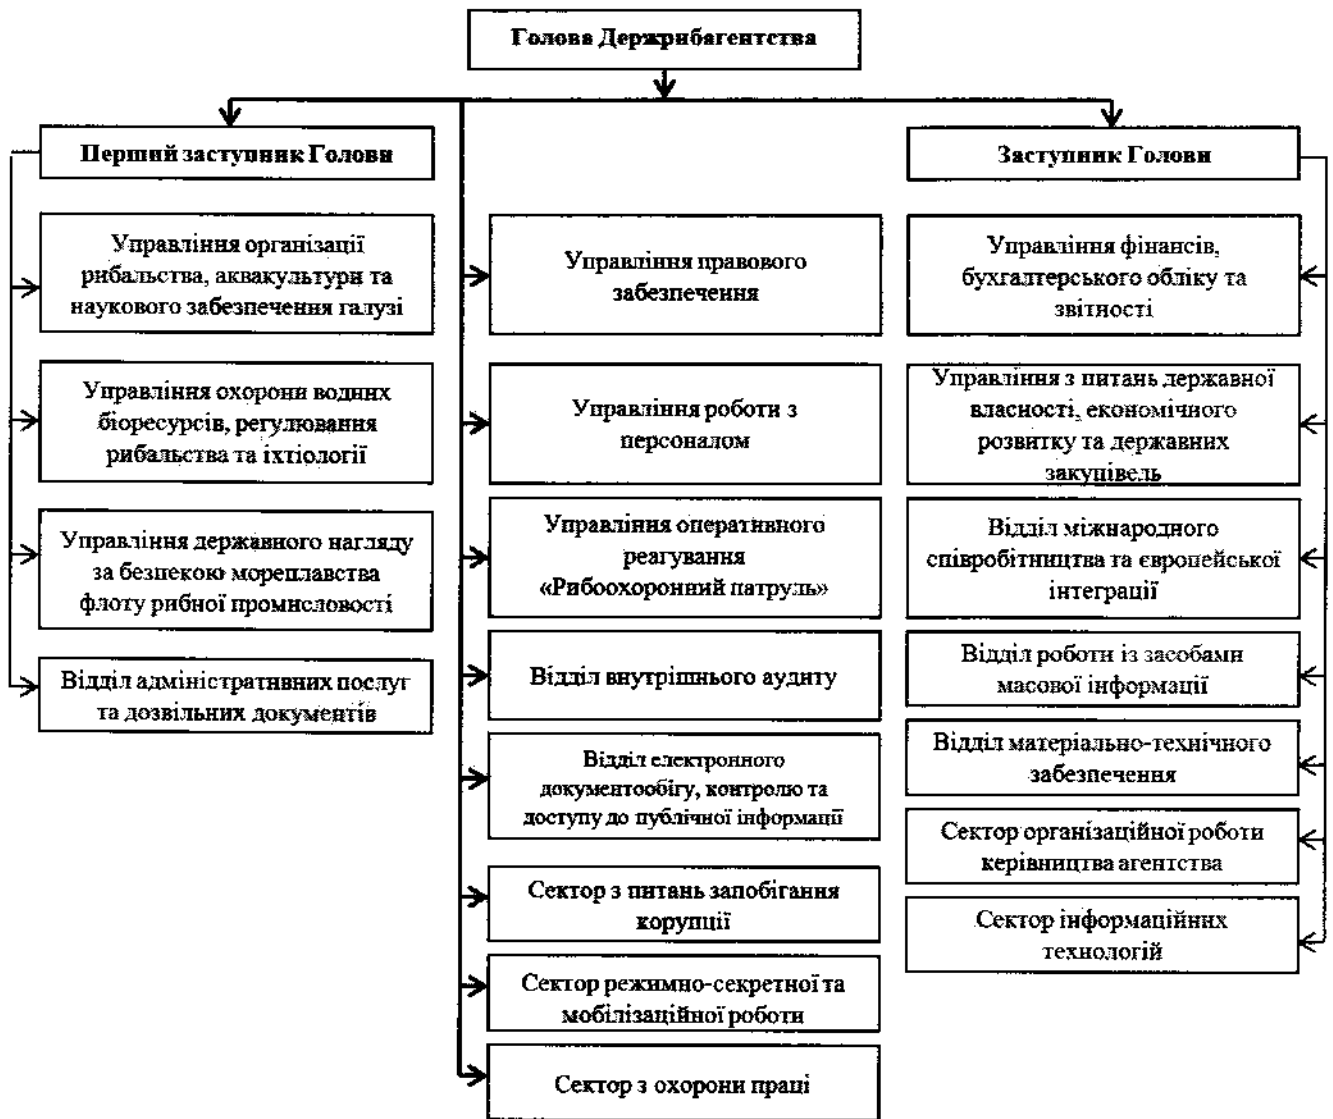 Голова Держрибагентства
Перший заступник Голови
Заступник Голови
Управління організації
рибальства, аквакультури та
наукового забезпечення галузі
Управління охорони водних
біоресурсів, регулювання
рибальства та іхтіології
Управління державного нагляду
за безпекою мореплавства
флоту рибної промисловості
Відділ адміністративних послуг
та дозвільних документів
Управління правового
забезпечення
Управління роботи з
персоналом
Управління оперативного
реагування
«Рибоохоронний патруль»
Відділ внутрішнього аудиту
Відділ електронного
документообігу, контролю та
доступу до публічної інформації
Сектор з питань запобігання
корупції
Сектор режимно-секретної та
мобілізаційної роботи
Сектор з охорони праці
Управління фінансів,
бухгалтерського обліку та
звітності
Управління з питань державної
власності, економічного
розвитку та державних
закупівель
Відділ міжнародного
співробітництва та європейської
інтеграції
Відділ роботи із засобами
масової інформації
Відділ матеріально-технічного
забезпечення
Сектор організаційної роботи
керівництва агентства
Сектор інформаційних
технологій